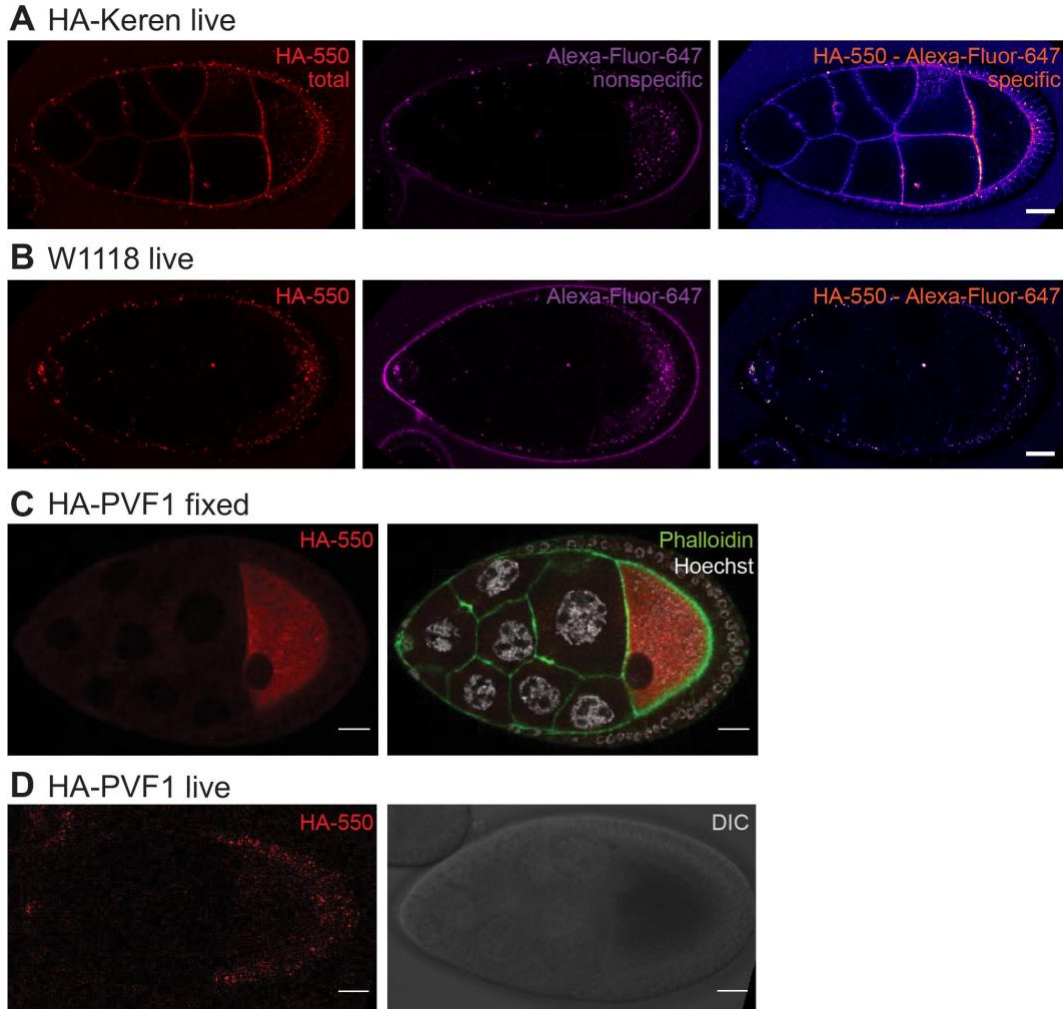 A HA-Keren live
HA-550
total
Alexa-Fluor-647
nonspecific
HA-550 - Alexa-Fluor-647
specific
B W1118 live
HA-550
Alexa-Fluor-647
HA-550 - Alexa-Fluor-647
C HA-PVF1 fixed
HA-550
Phalloidin
Hoechst
D HA-PVF1 live
HA-550
DIC